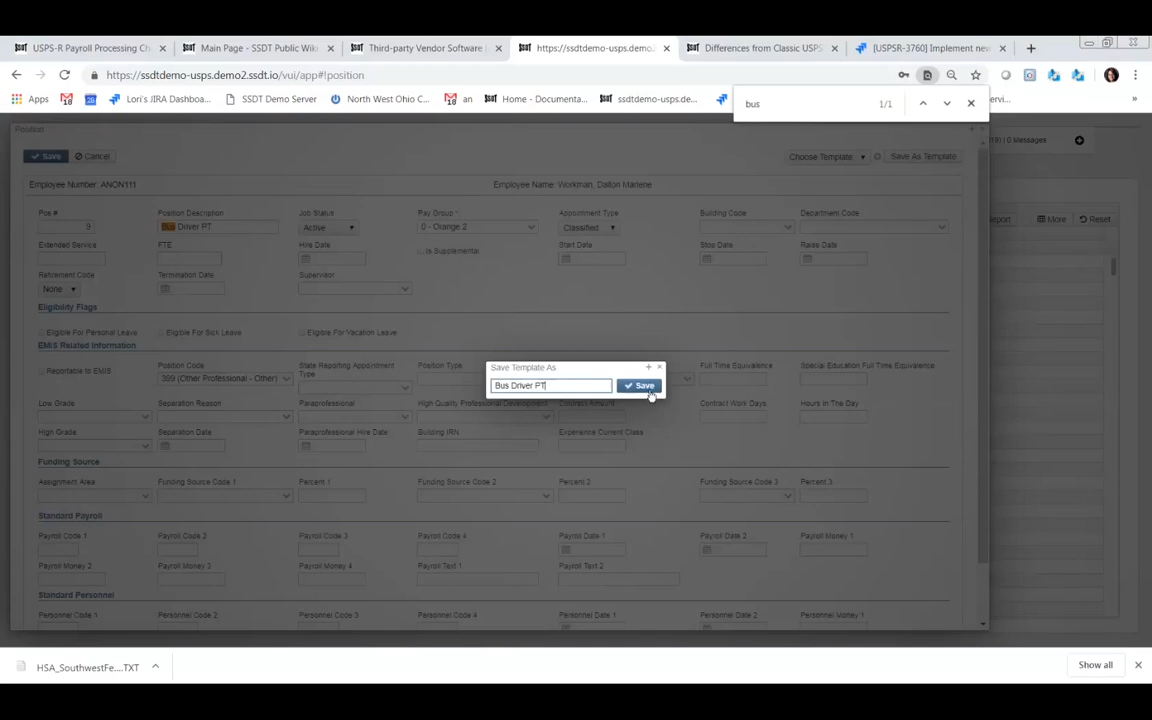 USPS-R Payroll Processing Ch
Main Page - SSDT Public Wiki
Third-party Vendor Software
https://ssdtdemo-usps.demo2.
Differences from Classic USPS
[USPSR-3760] Implement new
https://ssdtdemo-usps.demo2.ssdt.io/vui/app#!position
Apps
Lori's JIRA Dashboa...
SSDT Demo Server
North West Ohio C...
an
Home - Documenta...
ssdtdemo-usps.de...
bus
1/1
Position
0 Messages
Save
Cancel
Choose Template
Save As Template
Employee Number: ANON111
Employee Name: Workman, Dalton Marlene
Pos #
Position Description
Job Status
Pay Group *
Appointment Type
Building Code
Department Code
9
Bus Driver PT
Active
0 - Orange 2
Classified
More
Reset
Extended Service
FTE
Hire Date
Is Supplemental
Start Date
Stop Date
Raise Date
Retirement Code
Termination Date
Supervisor
None
Eligibility Flags
Eligible For Personal Leave
Eligible For Sick Leave
Eligible For Vacation Leave
EMIS Related Information
Reported to EMIS
Position Code
State Reporting Appointment Type
Position Type
Full Time Equivalence
Special Education Full Time Equivalence
399 (Other Professional - Other)
Save Template As
Bus Driver PT
Save
Low Grade
Separation Reason
Paraprofessional
High Quality Professional Development
Contract Amount
Contract Work Days
Hours In The Day
High Grade
Separation Date
Paraprofessional Hire Date:
Building IRN
Experience Current Class
Funding Source
Assignment Area
Funding Source Code 1
Percent 1
Funding Source Code 2
Percent 2
Funding Source Code 3
Percent 3
Standard Payroll
Payroll Code 1
Payroll Code 2
Payroll Code 3
Payroll Code 4
Payroll Date 1
Payroll Date 2
Payroll Money 1
Payroll Money 2
Payroll Money 3
Payroll Money 4
Payroll Text 1
Payroll Text 2
Standard Personnel
Personnel Code 1
Personnel Code 2
Personnel Code 3
Personnel Code 4
Personnel Date 1
Personnel Date 2
Personnel Money 1
HSA_SouthwestFe....TXT
Show all